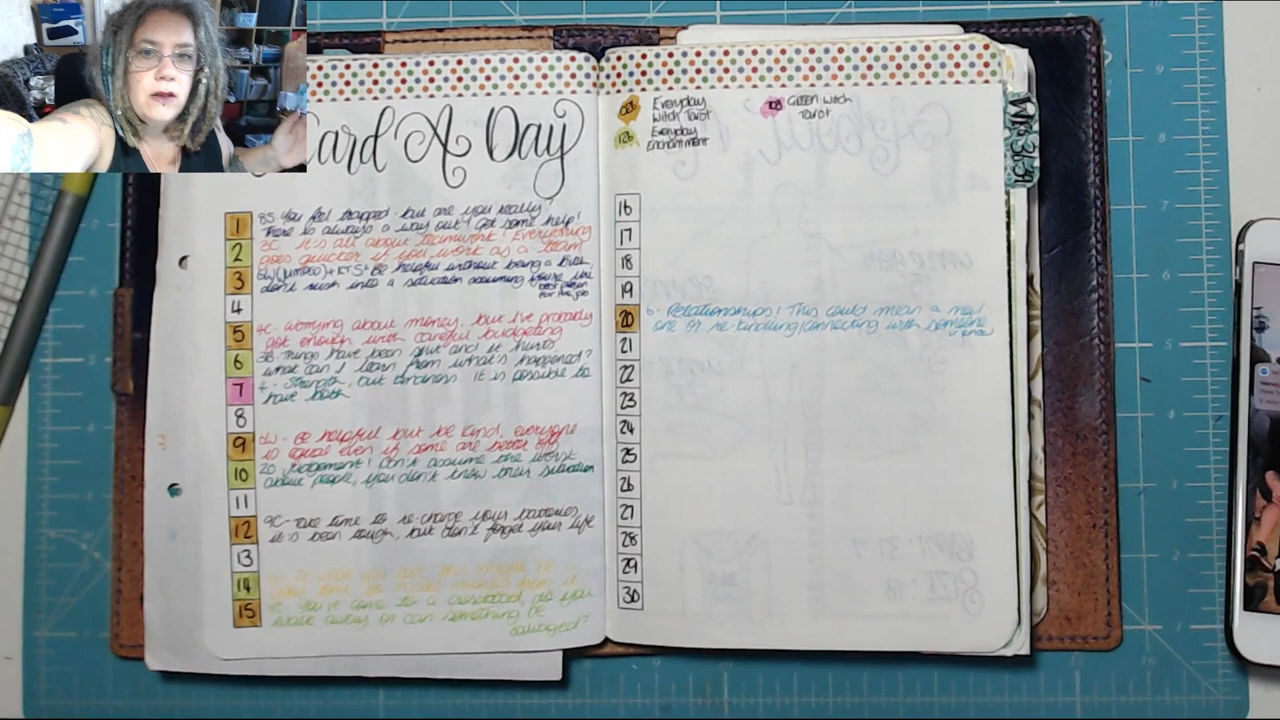 Card A Day
1 8S You feel trapped - but are you really?
There is always a way out! Get some help!
2 3C It's all about teamwork! Everything
goes quicker if you work as a team
3 Be helpful without being a
don't rush into a situation assuming you're the
best person
for the job
4
5 4C - Worrying about money, but I've probably
got enough with careful budgeting
6 3S - Things have been shit and it hurts
what can I learn from what's happened?
7 Strength, but kindness. It is possible to
have both
8
9 6W - Be helpful but be kind, everyone
is equal even if some are better off
10 20 Judgement! Don't assume the worst
about people, you don't know their situation
11
12 9C - Take time to re-charge your batteries,
it's been tough, but don't forget your life
13
14
15 You've come to a crossroad, do you
walk away or can something be
salvaged?
Everyday
Witch Tarot
Everyday
Enchantment
Green Witch
Tarot
16
17
18
19
20 6 - Relationships! This could mean a new
one or re-kindling/connecting with someone
21
22
23
24
25
26
27
28
29
30